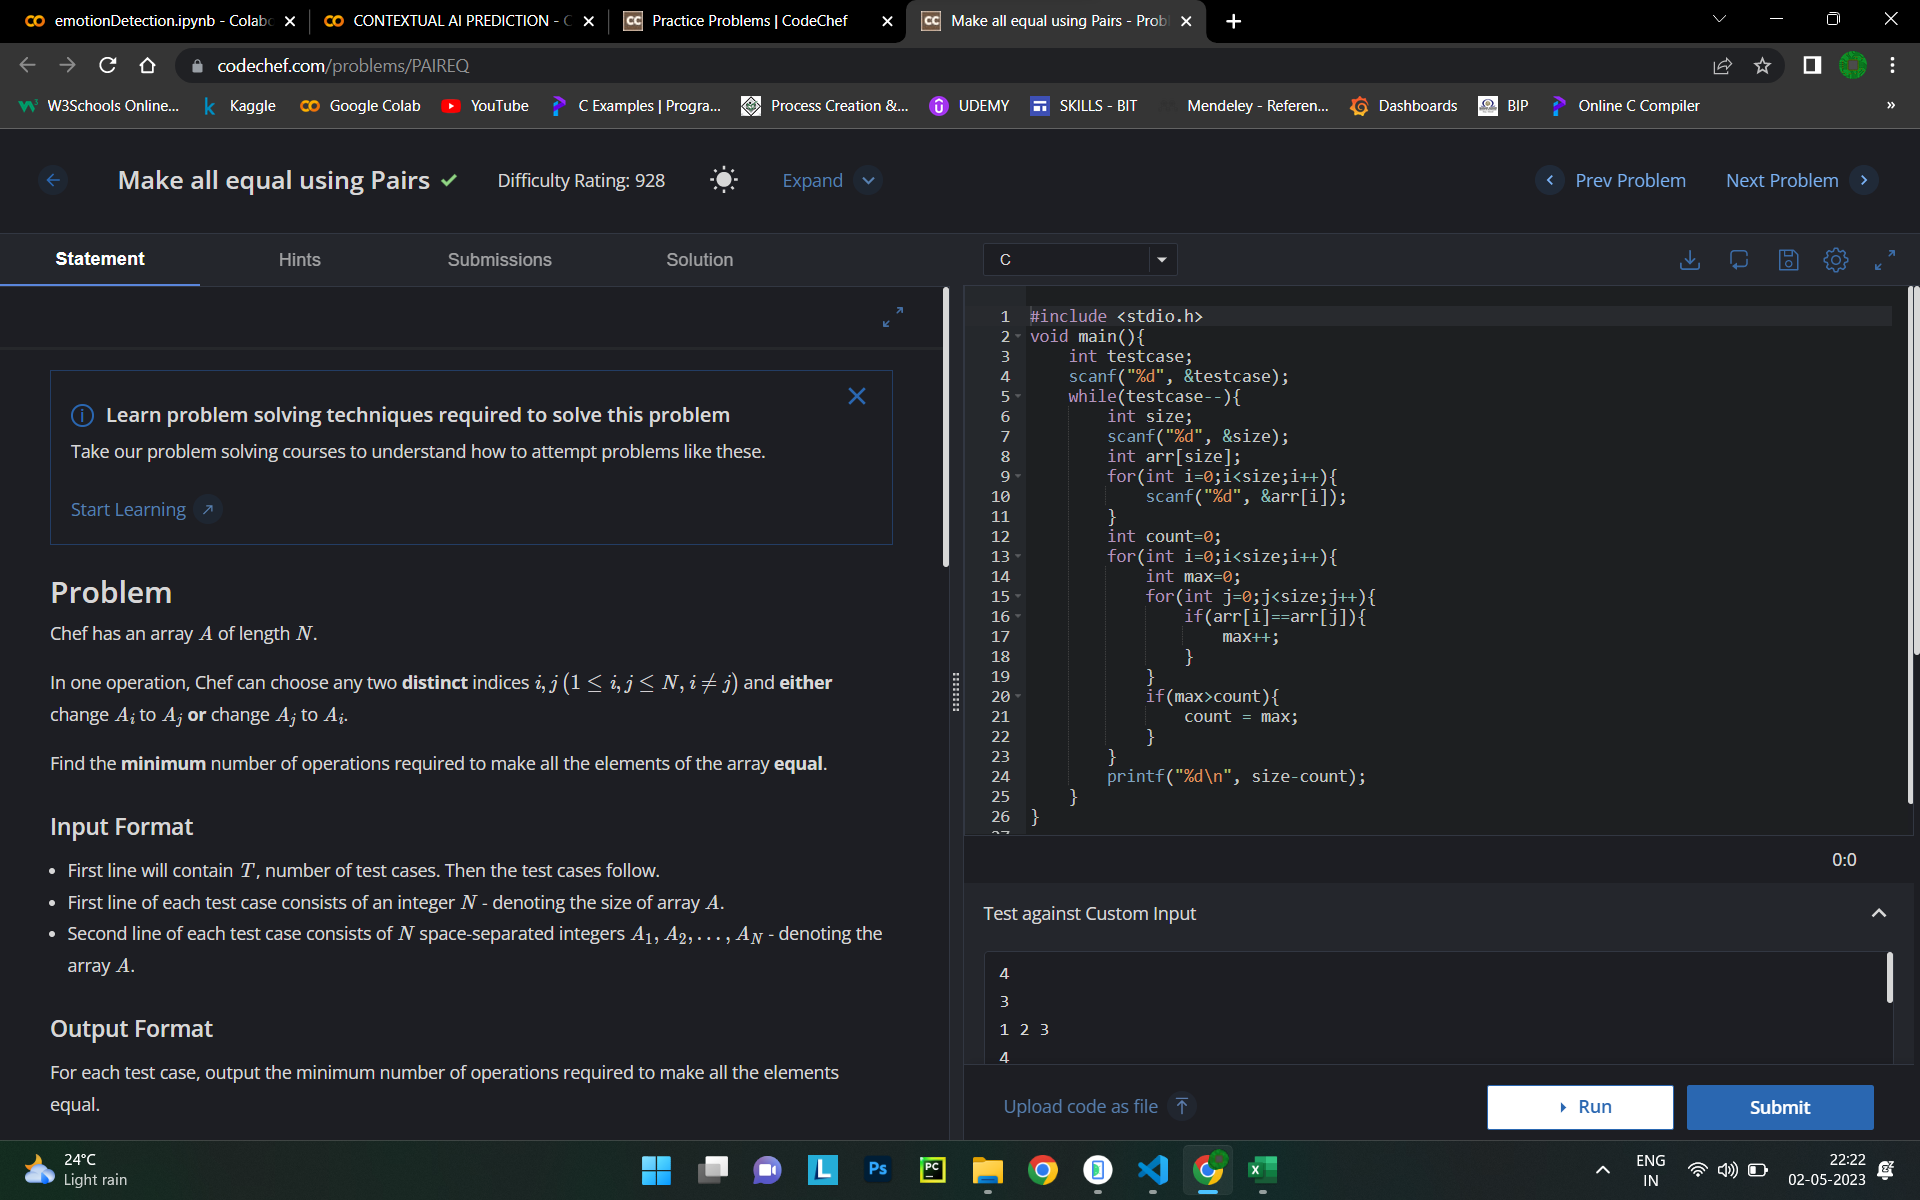 emotionDetection.ipynb - Colab
CONTEXTUAL AI PREDICTION - C
Practice Problems | CodeChef
Make all equal using Pairs - Prob
codechef.com/problems/PAIREQ
W3Schools Online...
Kaggle
Google Colab
YouTube
C Examples | Progra...
Process Creation &...
UDEMY
SKILLS - BIT
Mendeley - Referen...
Dashboards
BIP
Online C Compiler
»
Make all equal using Pairs
Difficulty Rating: 928
Expand
Prev Problem
Next Problem
Statement
Hints
Submissions
Solution
C
Learn problem solving techniques required to solve this problem
Take our problem solving courses to understand how to attempt problems like these.
Start Learning
Problem
Chef has an array A of length N.
In one operation, Chef can choose any two distinct indices i, j (1 ≤ i, j ≤ N, i ≠ j) and either
change Ai to Aj or change Aj to Ai.
Find the minimum number of operations required to make all the elements of the array equal.
Input Format
• First line will contain T, number of test cases. Then the test cases follow.
• First line of each test case consists of an integer N - denoting the size of array A.
• Second line of each test case consists of N space-separated integers A1, A2, . . . , AN - denoting the
array A.
Output Format
For each test case, output the minimum number of operations required to make all the elements
equal.
1 #include <stdio.h>
2 void main(){
3     int testcase;
4     scanf("%d", &testcase);
5     while(testcase--){
6         int size;
7         scanf("%d", &size);
8         int arr[size];
9         for(int i=0;i<size;i++){
10             scanf("%d", &arr[i]);
11         }
12         int count=0;
13         for(int i=0;i<size;i++){
14             int max=0;
15             for(int j=0;j<size;j++){
16                 if(arr[i]==arr[j]){
17                     max++;
18                 }
19             }
20             if(max>count){
21                 count = max;
22             }
23         }
24         printf("%d\n", size-count);
25     }
26 }
0:0
Test against Custom Input
4
3
1 2 3
4
Upload code as file
Run
Submit
24°C
Light rain
L
Ps
PC
ENG
IN
22:22
02-05-2023